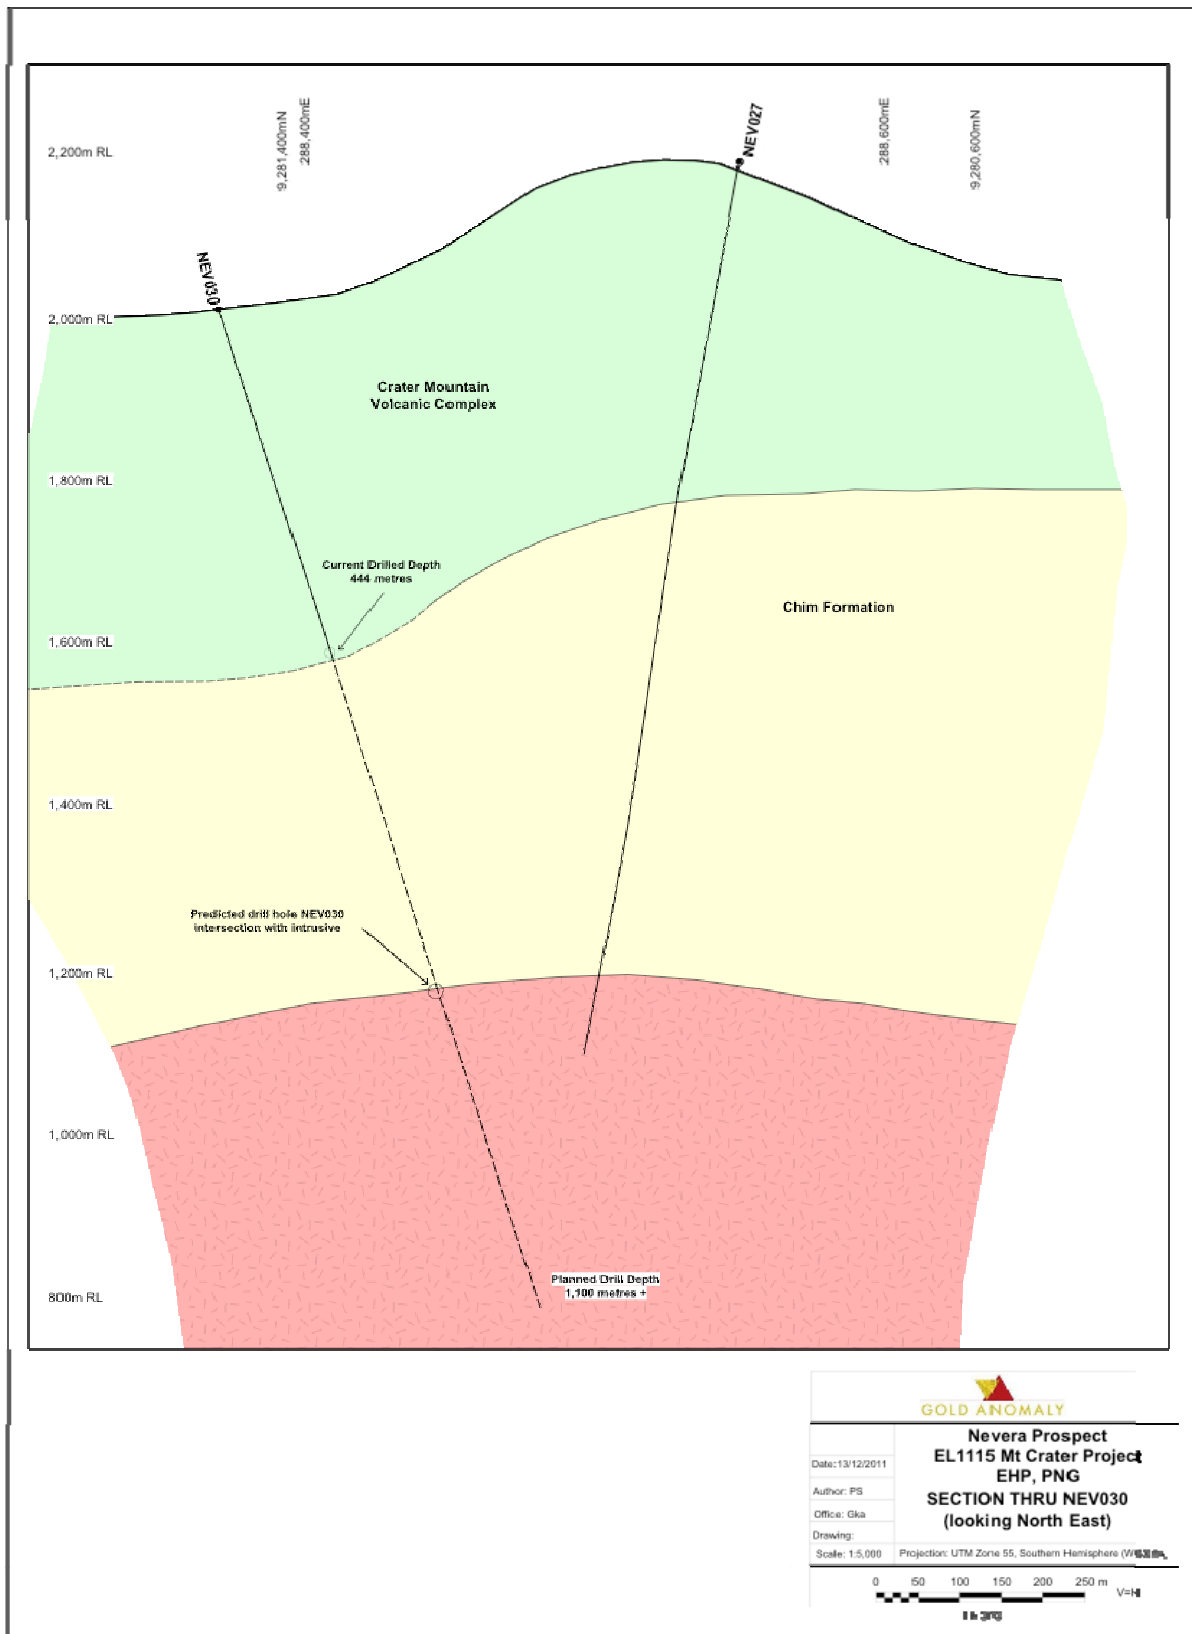 2,200m RL
9,281,400mN
288,400mE
NEV027
288,600mE
9,280,600mN
NEV030
2,000m RL
Crater Mountain
Volcanic Complex
1,800m RL
Current Drilled Depth
444 metres
Chim Formation
1,600m RL
1,400m RL
Predicted drill hole NEV030
intersection with intrusive
1,200m RL
1,000m RL
Planned Drill Depth
1,100 metres +
800m RL
GOLD ANOMALY
Nevera Prospect
EL1115 Mt Crater Project
EHP, PNG
SECTION THRU NEV030
(looking North East)
Date:13/12/2011
Author: PS
Office: Gka
Drawing:
Scale: 1:5,000
Projection: UTM Zone 55, Southern Hemisphere
0 50 100 150 200 250 m
V=H